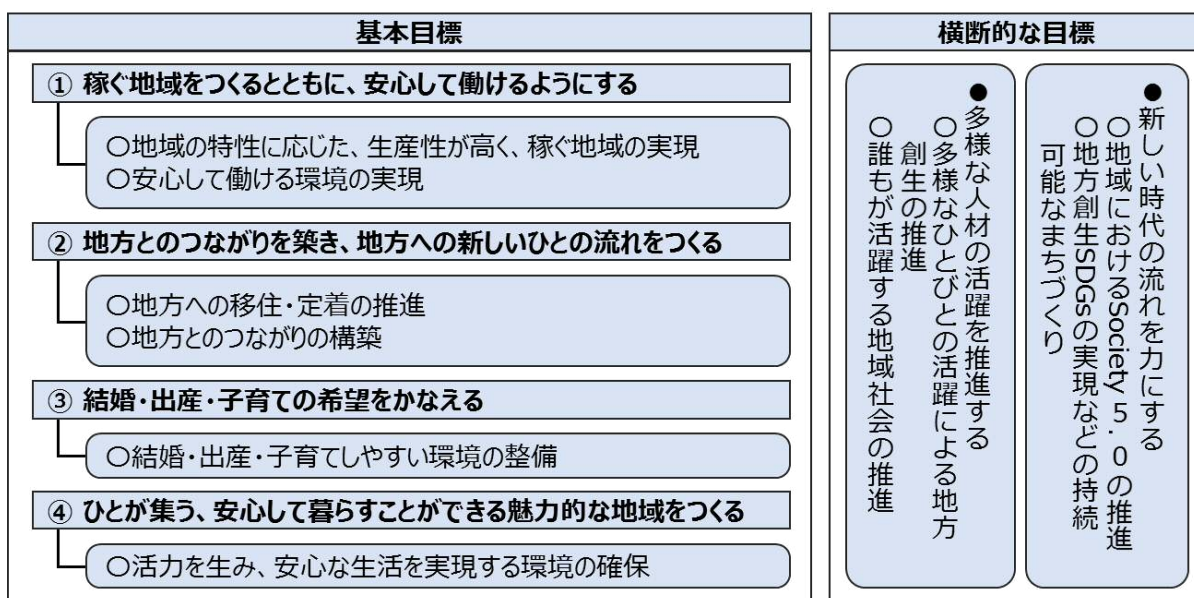 基本目標
① 稼ぐ地域をつくるとともに、安心して働けるようにする
○地域の特性に応じた、生産性が高く、稼ぐ地域の実現
○安心して働ける環境の実現
② 地方とのつながりを築き、地方への新しいひとの流れをつくる
○地方への移住・定着の推進
○地方とのつながりの構築
③ 結婚・出産・子育ての希望をかなえる
○結婚・出産・子育てしやすい環境の整備
④ ひとが集う、安心して暮らすことができる魅力的な地域をつくる
○活力を生み、安心な生活を実現する環境の確保
横断的な目標
●新しい時代の流れを力にする
○地域におけるSociety５.０の推進
○地方創生SDGsの実現などの持続
可能なまちづくり
●多様な人材の活躍を推進する
○多様なひとびとの活躍による地方
創生の推進
○誰もが活躍する地域社会の推進